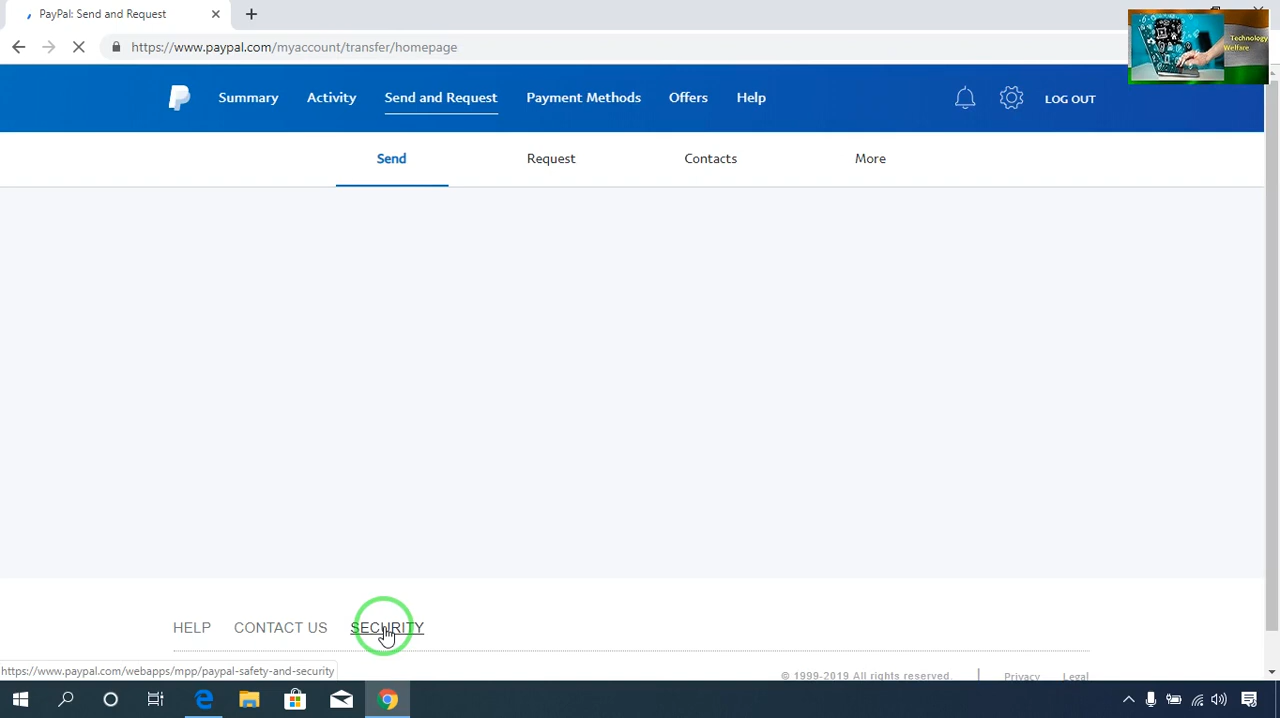 PayPal: Send and Request
https://www.paypal.com/myaccount/transfer/homepage
Technology
Welfare
Summary
Activity
Send and Request
Payment Methods
Offers
Help
LOG OUT
Send
Request
Contacts
More
HELP
CONTACT US
SECURITY
https://www.paypal.com/webapps/mpp/paypal-safety-and-security
© 1999-2019 All rights reserved.
Privacy
Legal